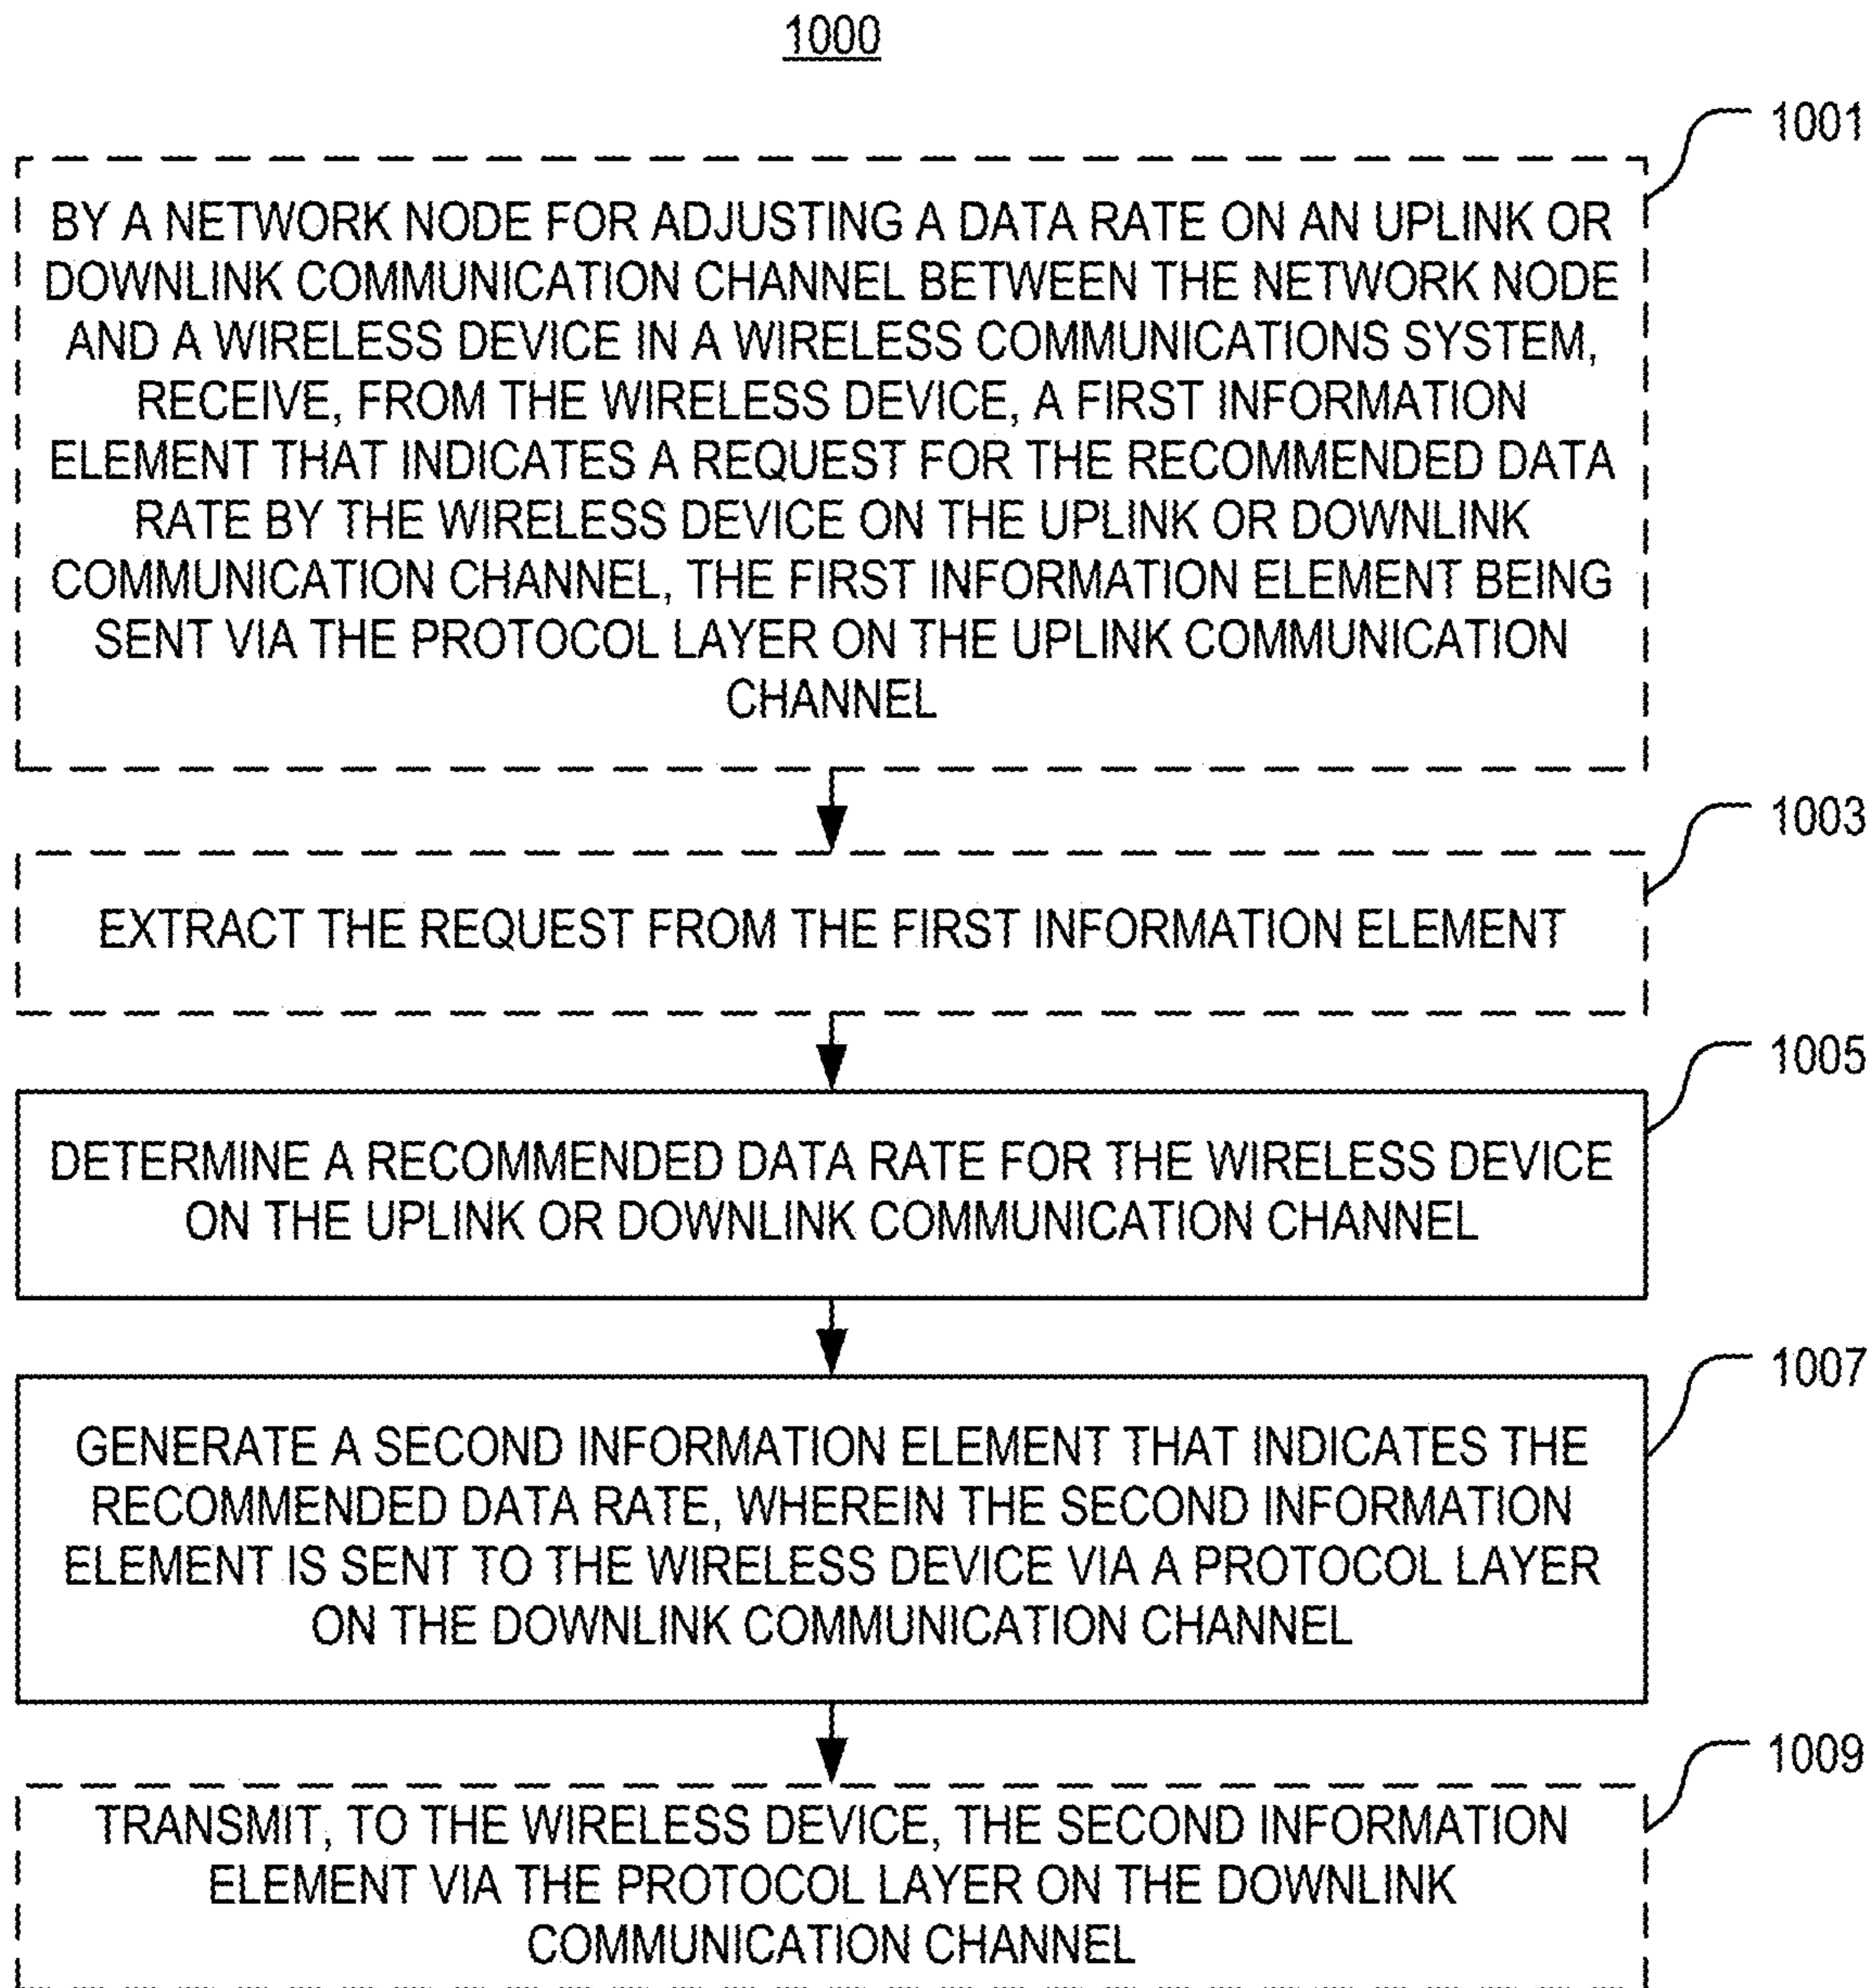 1000
1001
BY A NETWORK NODE FOR ADJUSTING A DATA RATE ON AN UPLINK OR
DOWNLINK COMMUNICATION CHANNEL BETWEEN THE NETWORK NODE
AND A WIRELESS DEVICE IN A WIRELESS COMMUNICATIONS SYSTEM,
RECEIVE, FROM THE WIRELESS DEVICE, A FIRST INFORMATION
ELEMENT THAT INDICATES A REQUEST FOR THE RECOMMENDED DATA
RATE BY THE WIRELESS DEVICE ON THE UPLINK OR DOWNLINK
COMMUNICATION CHANNEL, THE FIRST INFORMATION ELEMENT BEING
SENT VIA THE PROTOCOL LAYER ON THE UPLINK COMMUNICATION
CHANNEL
1003
EXTRACT THE REQUEST FROM THE FIRST INFORMATION ELEMENT
1005
DETERMINE A RECOMMENDED DATA RATE FOR THE WIRELESS DEVICE
ON THE UPLINK OR DOWNLINK COMMUNICATION CHANNEL
1007
GENERATE A SECOND INFORMATION ELEMENT THAT INDICATES THE
RECOMMENDED DATA RATE, WHEREIN THE SECOND INFORMATION
ELEMENT IS SENT TO THE WIRELESS DEVICE VIA A PROTOCOL LAYER
ON THE DOWNLINK COMMUNICATION CHANNEL
1009
TRANSMIT, TO THE WIRELESS DEVICE, THE SECOND INFORMATION
ELEMENT VIA THE PROTOCOL LAYER ON THE DOWNLINK
COMMUNICATION CHANNEL